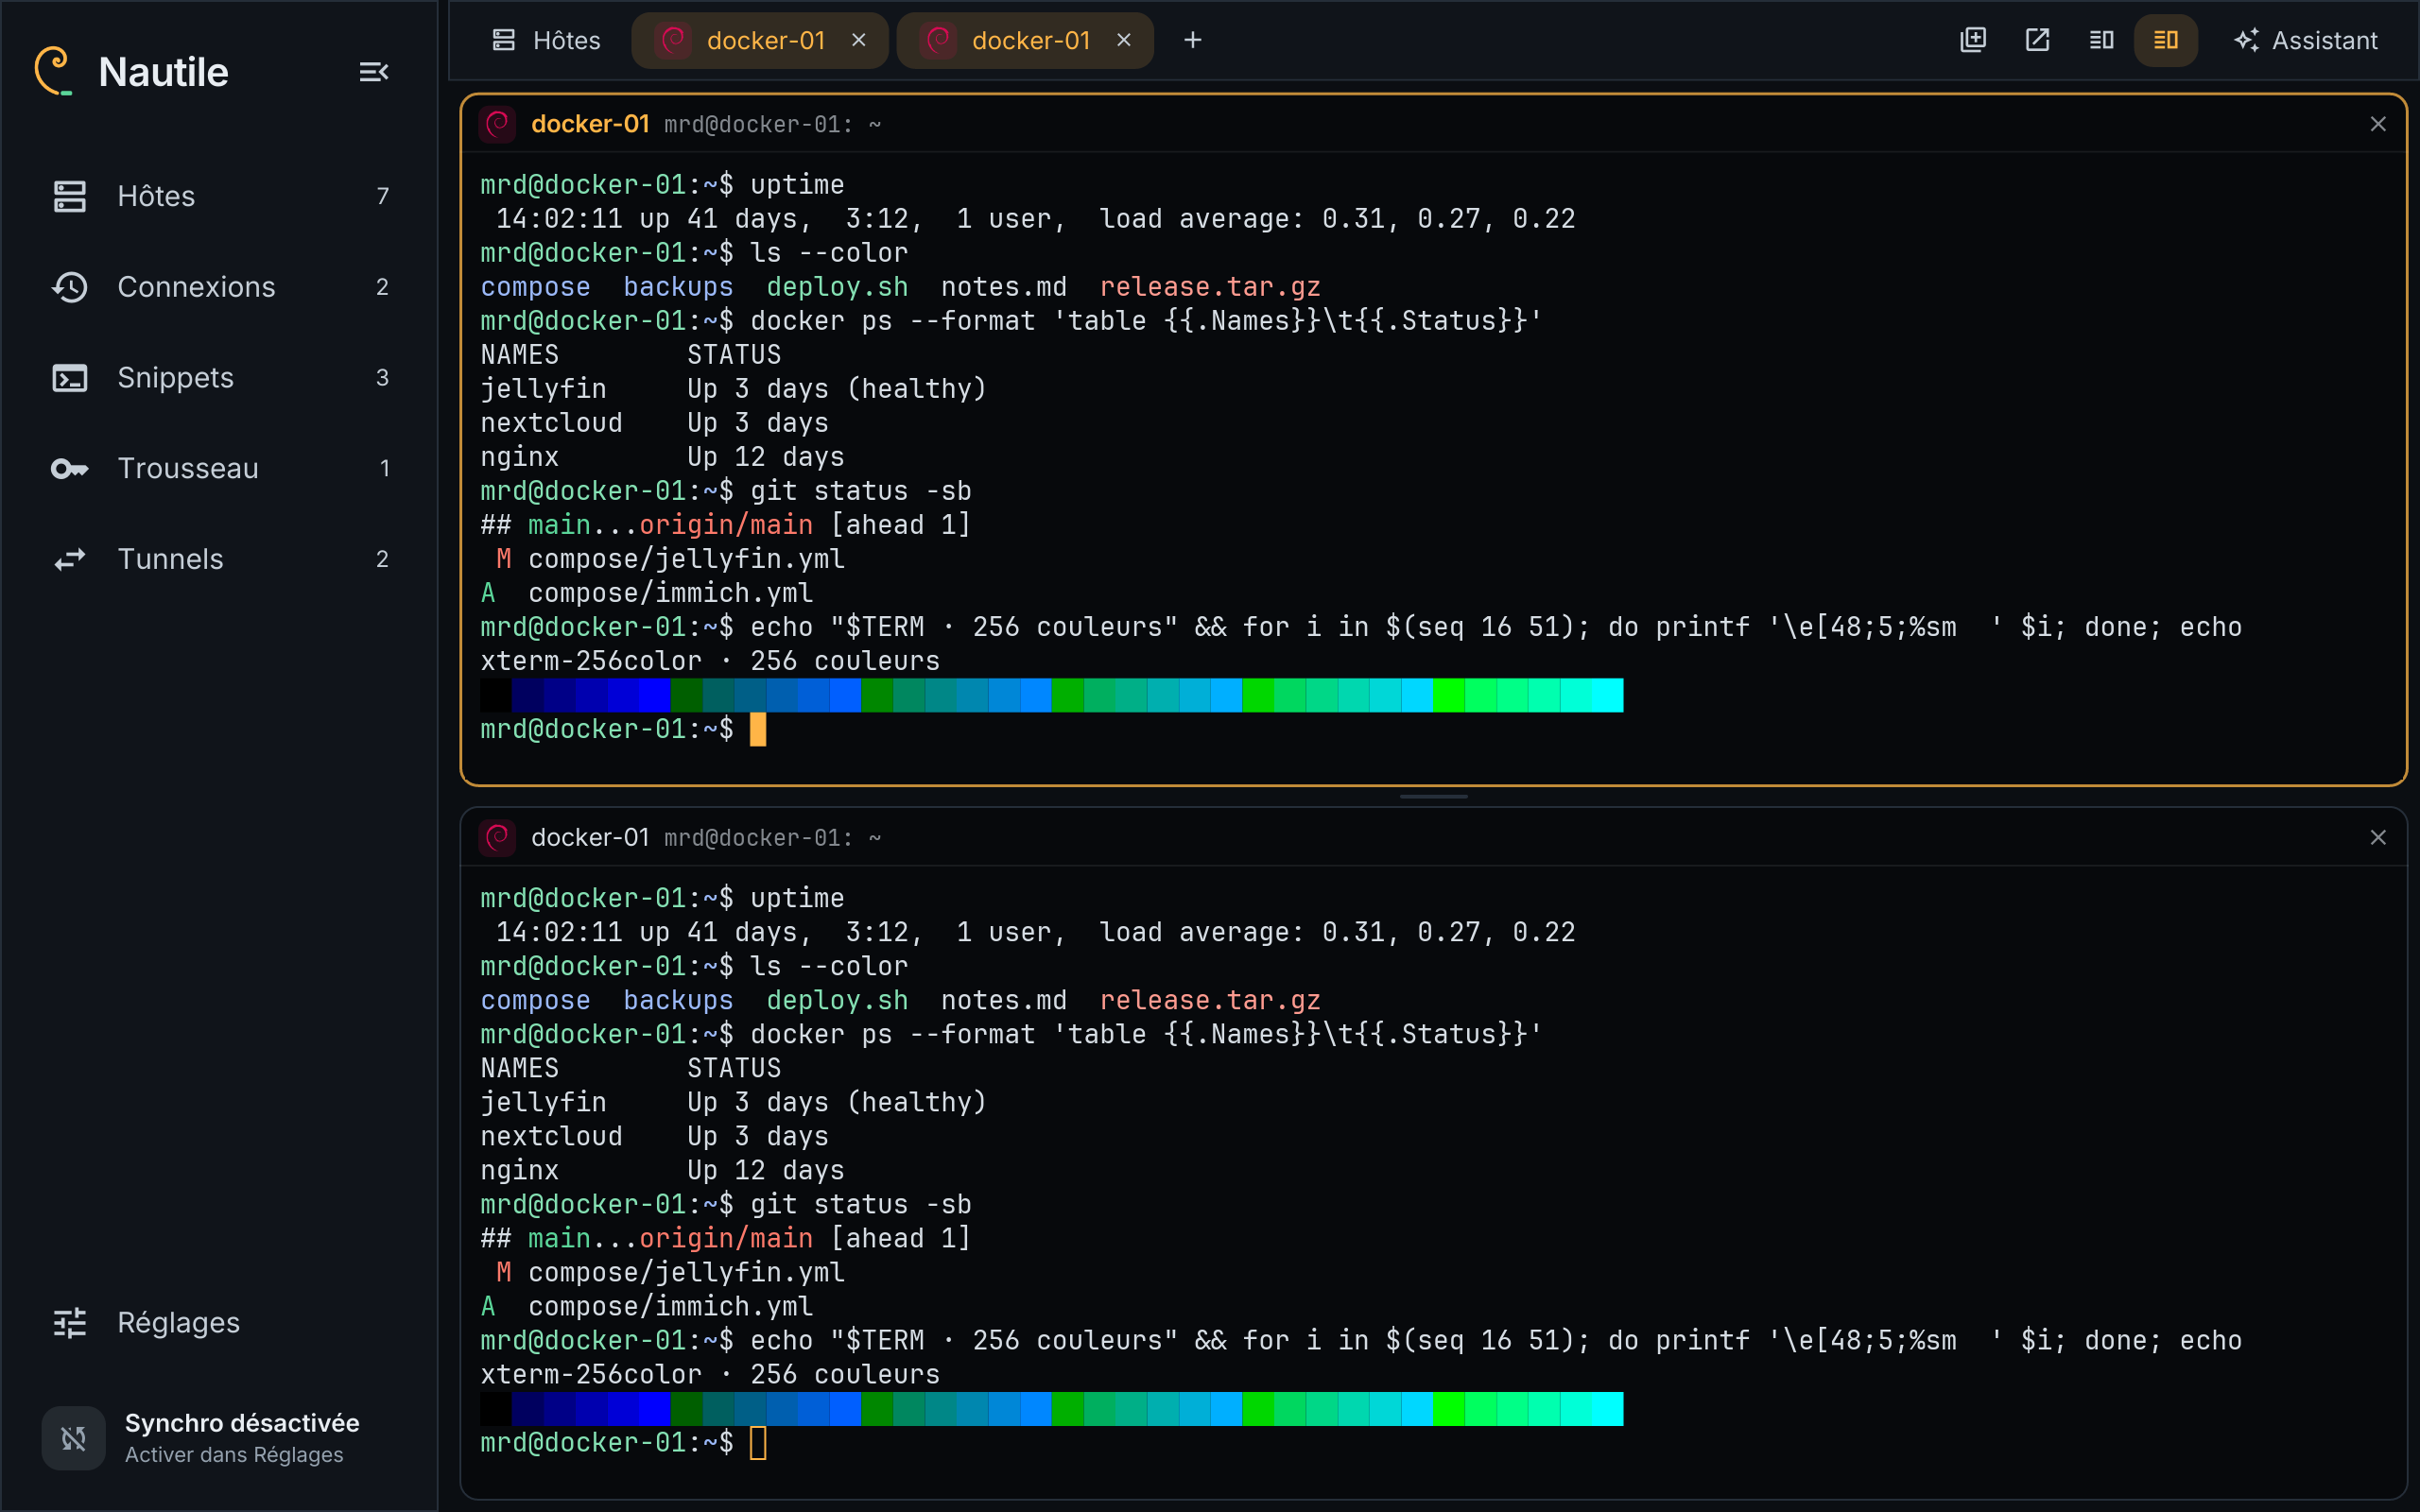 Nautile
Hôtes 7
Connexions 2
Snippets 3
Trousseau 1
Tunnels 2
Réglages
Synchro désactivée
Activer dans Réglages
Hôtes docker-01 docker-01 Assistant
docker-01 mrd@docker-01: ~
mrd@docker-01:~$ uptime
 14:02:11 up 41 days,  3:12,  1 user,  load average: 0.31, 0.27, 0.22
mrd@docker-01:~$ ls --color
compose  backups  deploy.sh  notes.md  release.tar.gz
mrd@docker-01:~$ docker ps --format 'table {{.Names}}\t{{.Status}}'
NAMES        STATUS
jellyfin     Up 3 days (healthy)
nextcloud    Up 3 days
nginx        Up 12 days
mrd@docker-01:~$ git status -sb
## main...origin/main [ahead 1]
 M compose/jellyfin.yml
A  compose/immich.yml
mrd@docker-01:~$ echo "$TERM · 256 couleurs" && for i in $(seq 16 51); do printf '\e[48;5;%sm  ' $i; done; echo
xterm-256color · 256 couleurs
mrd@docker-01:~$
docker-01 mrd@docker-01: ~
mrd@docker-01:~$ uptime
 14:02:11 up 41 days,  3:12,  1 user,  load average: 0.31, 0.27, 0.22
mrd@docker-01:~$ ls --color
compose  backups  deploy.sh  notes.md  release.tar.gz
mrd@docker-01:~$ docker ps --format 'table {{.Names}}\t{{.Status}}'
NAMES        STATUS
jellyfin     Up 3 days (healthy)
nextcloud    Up 3 days
nginx        Up 12 days
mrd@docker-01:~$ git status -sb
## main...origin/main [ahead 1]
 M compose/jellyfin.yml
A  compose/immich.yml
mrd@docker-01:~$ echo "$TERM · 256 couleurs" && for i in $(seq 16 51); do printf '\e[48;5;%sm  ' $i; done; echo
xterm-256color · 256 couleurs
mrd@docker-01:~$